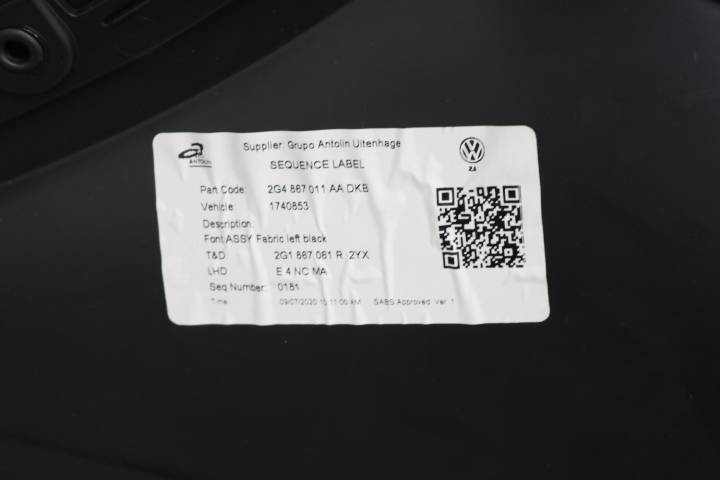 ANTOLIN
Supplier: Grupo Antolin Uitenhage
SEQUENCE LABEL
ZA
Part Code: 2G4 867 011 AA DKB
Vehicle: 1740853
Description:
Font ASSY Fabric left black
T&D: 2G1 867 081 R 2YX
LHD E 4 NC MA
Seq Number: 0181
Time 09/07/2020 10:11:00 AM SABS Approved Ver 1